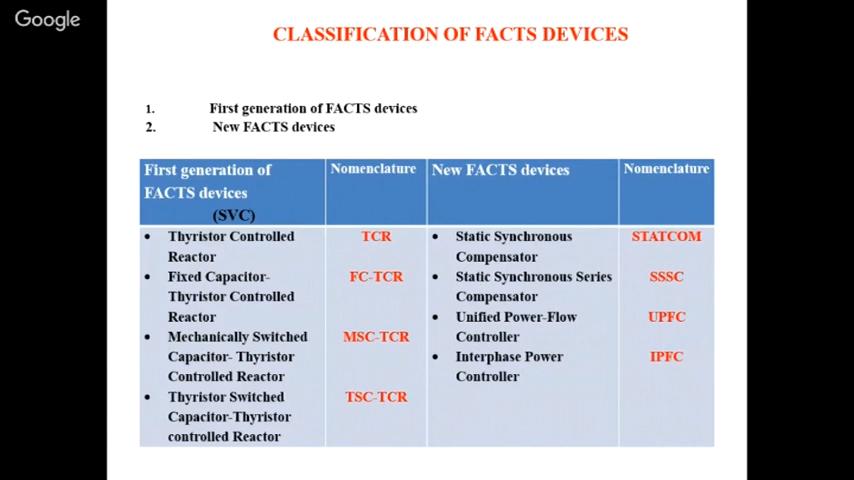 Google
CLASSIFICATION OF FACTS DEVICES
1. First generation of FACTS devices
2. New FACTS devices
First generation of
FACTS devices
(SVC)
Nomenclature
New FACTS devices
Nomenclature
• Thyristor Controlled
Reactor
TCR
• Static Synchronous
Compensator
STATCOM
• Fixed Capacitor-
Thyristor Controlled
Reactor
FC-TCR
• Static Synchronous Series
Compensator
SSSC
• Unified Power-Flow
Controller
UPFC
• Mechanically Switched
Capacitor- Thyristor
Controlled Reactor
MSC-TCR
• Interphase Power
Controller
IPFC
• Thyristor Switched
Capacitor-Thyristor
controlled Reactor
TSC-TCR